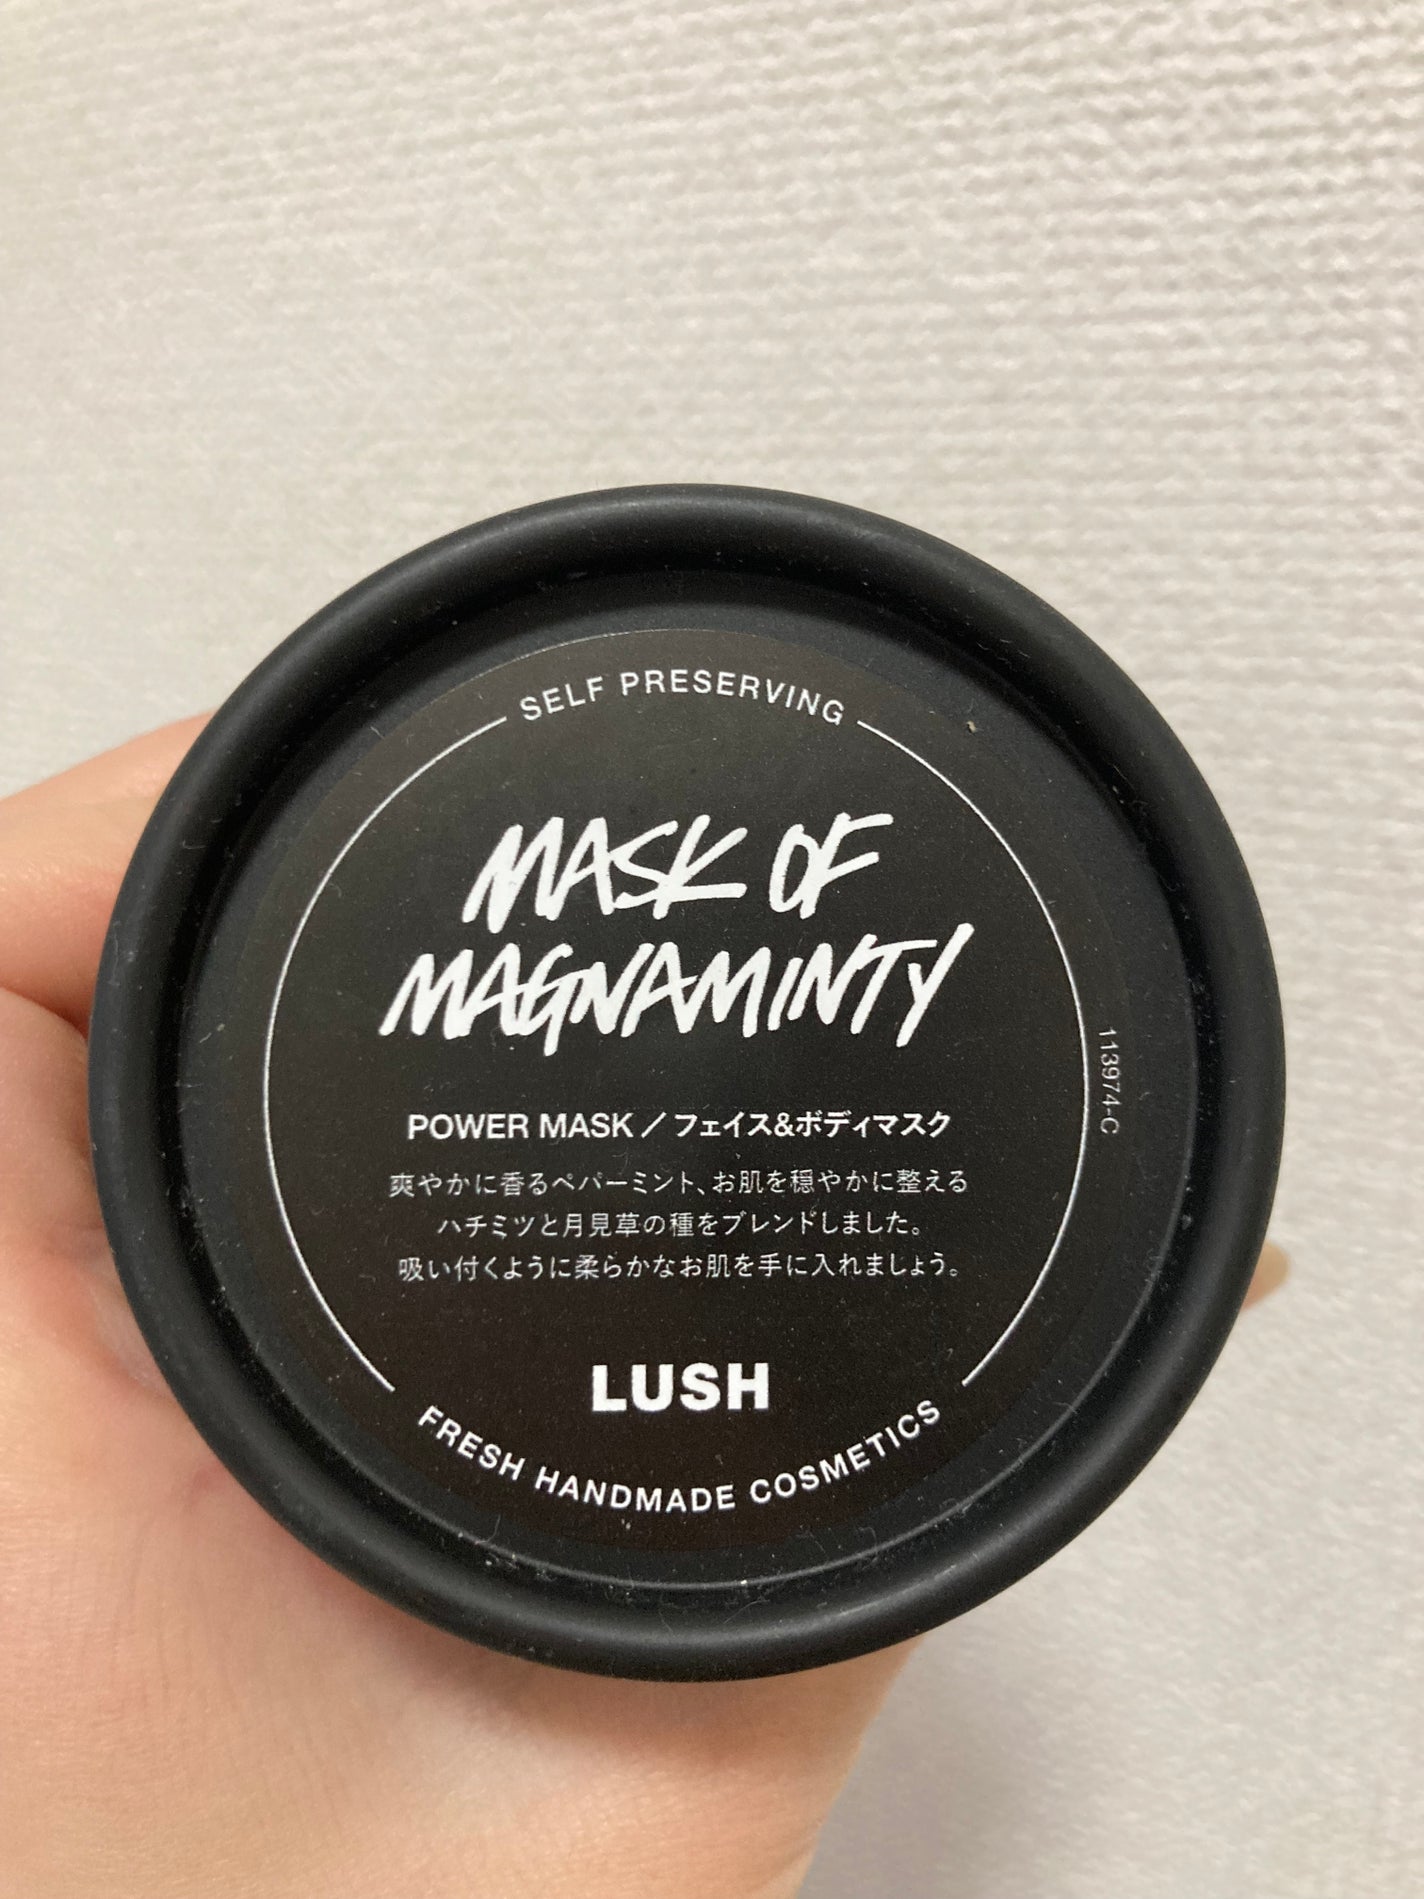 SELF PRESERVING
MASK OF
MAGNAMINTY
POWER MASK / フェイス&ボディマスク
爽やかに香るペパーミント、お肌を穏やかに整える
ハチミツと月見草の種をブレンドしました。
吸い付くように柔らかなお肌を手に入れましょう。
LUSH
FRESH HANDMADE COSMETICS
113974-C